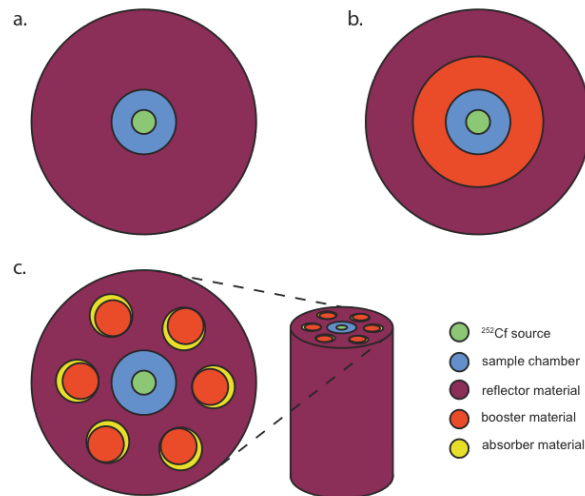 a.
b.
c.
²⁵²Cf source
sample chamber
reflector material
booster material
absorber material